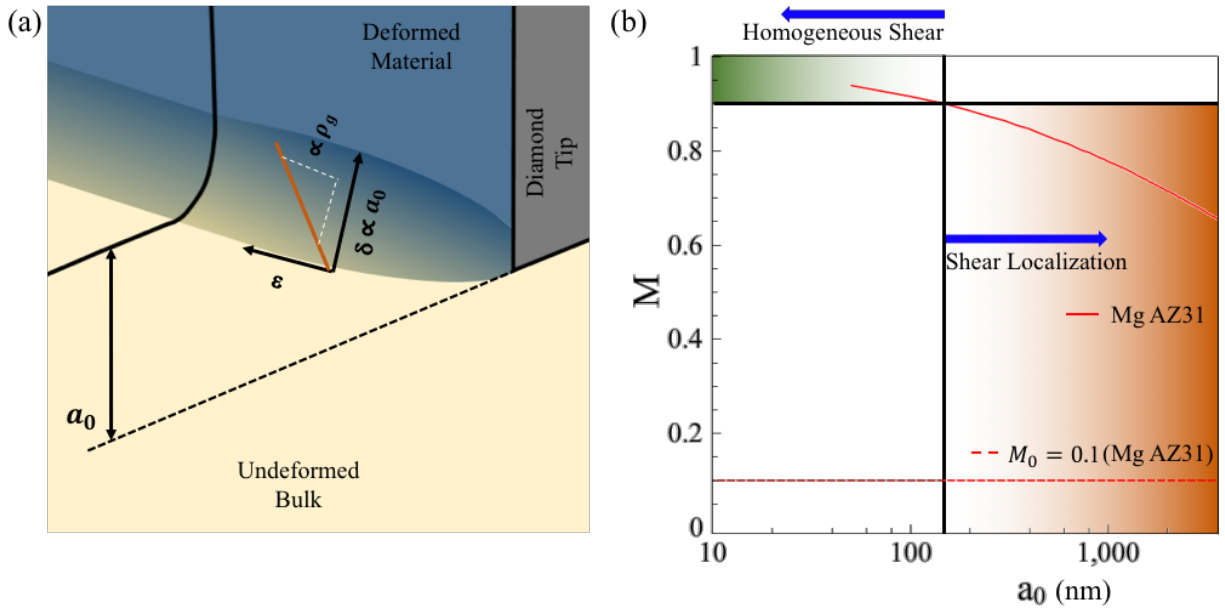 (a)
Deformed
Material
Diamond
Tip
∝ ρg
δ ∝ a0
ε
a0
Undeformed
Bulk
(b)
Homogeneous Shear
1
0.8
0.6
0.4
0.2
0
M
Shear Localization
Mg AZ31
M0 = 0.1(Mg AZ31)
10
100
1,000
a0 (nm)